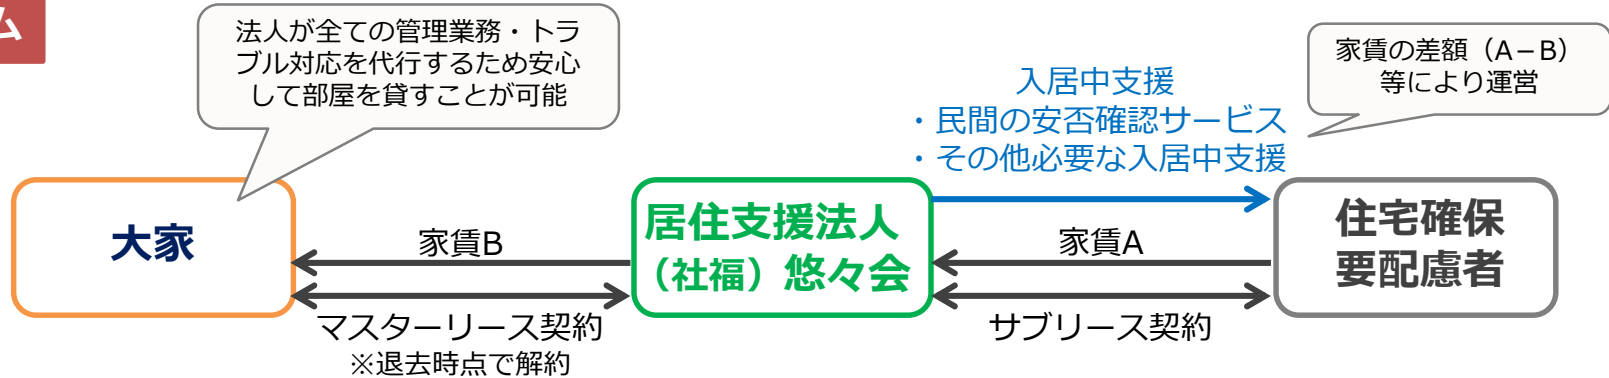 ム
法人が全ての管理業務・トラ
ブル対応を代行するため安心
して部屋を貸すことが可能
家賃の差額（A－B）
等により運営
入居中支援
・民間の安否確認サービス
・その他必要な入居中支援
大家
家賃B
居住支援法人
（社福）悠々会
家賃A
住宅確保
要配慮者
マスターリース契約
※退去時点で解約
サブリース契約